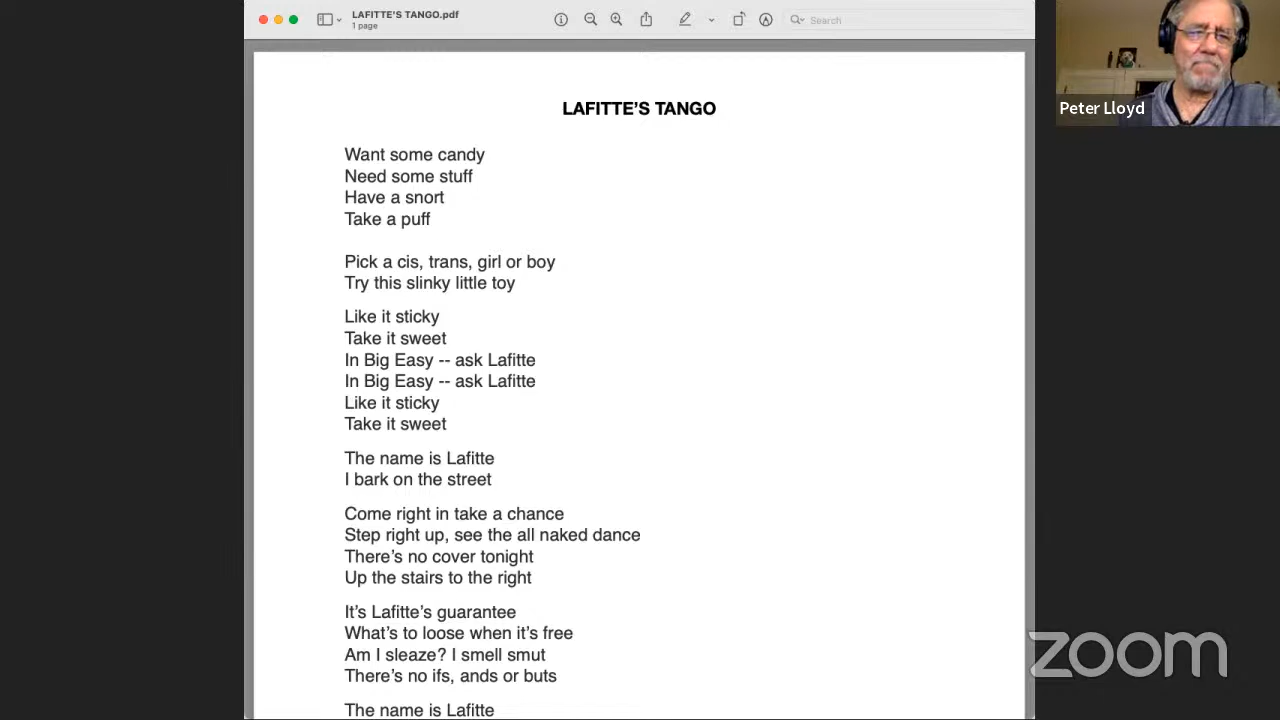 LAFITTE'S TANGO.pdf
1 page
Search
LAFITTE'S TANGO
Want some candy
Need some stuff
Have a snort
Take a puff
Pick a cis, trans, girl or boy
Try this slinky little toy
Like it sticky
Take it sweet
In Big Easy -- ask Lafitte
In Big Easy -- ask Lafitte
Like it sticky
Take it sweet
The name is Lafitte
I bark on the street
Come right in take a chance
Step right up, see the all naked dance
There's no cover tonight
Up the stairs to the right
It's Lafitte's guarantee
What's to loose when it's free
Am I sleaze? I smell smut
There's no ifs, ands or buts
The name is Lafitte
Peter Lloyd
zoom